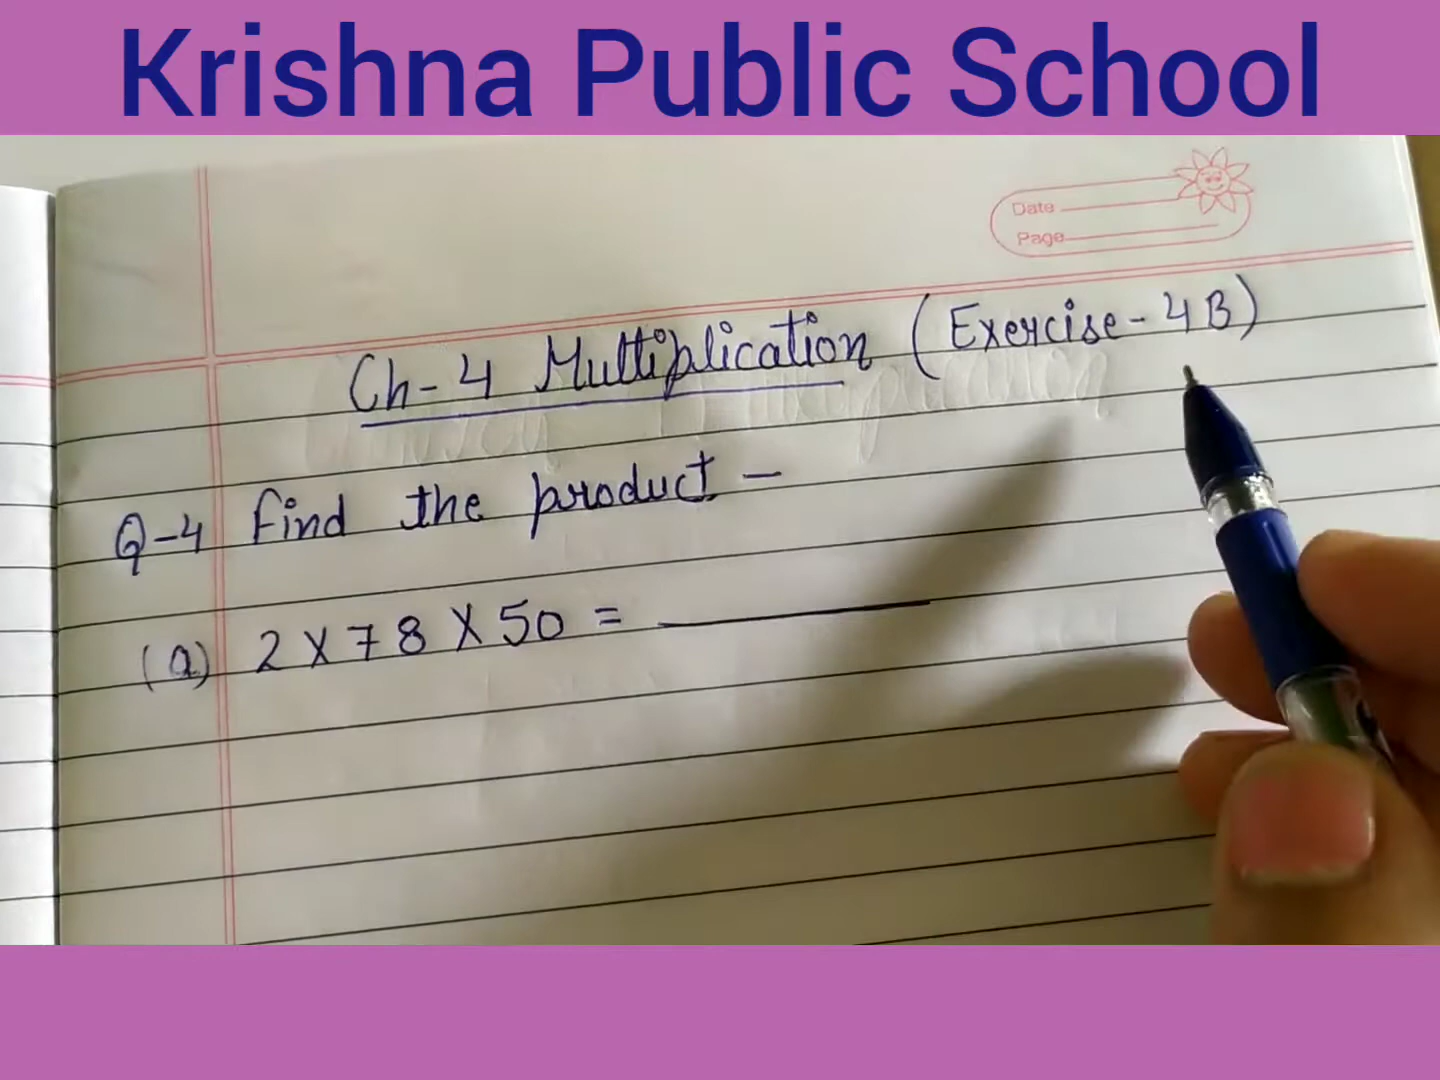 Krishna Public School
Date
Page
Ch-4 Multiplication (Exercise-4B)
Q-4 Find the product -
(a) 2 X 78 X 50 =